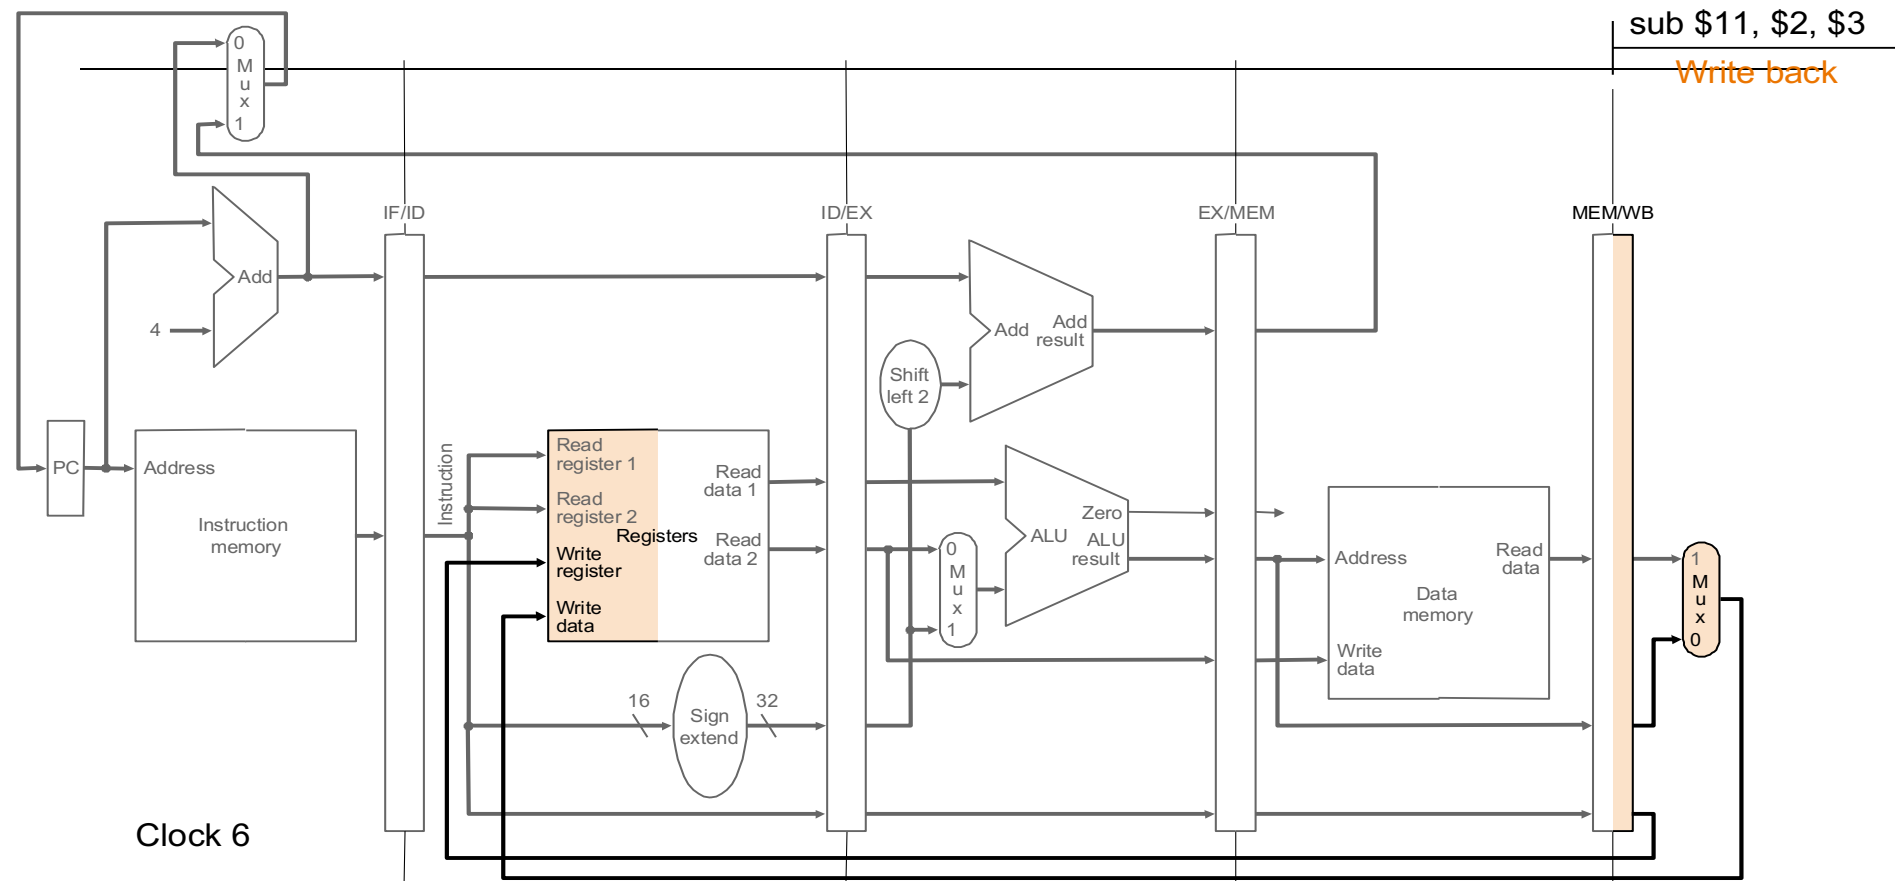 sub $11, $2, $3
Write back
0
M
u
x
1
IF/ID
ID/EX
EX/MEM
MEM/WB
Add
4
Add
Add
result
Shift
left 2
PC
Address
Instruction
memory
Instruction
Read
register 1
Read
register 2
Registers
Write
register
Write
data
Read
data 1
Read
data 2
0
M
u
x
1
Zero
ALU
ALU
result
Address
Read
data
Data
memory
Write
data
1
M
u
x
0
16
Sign
extend
32
Clock 6